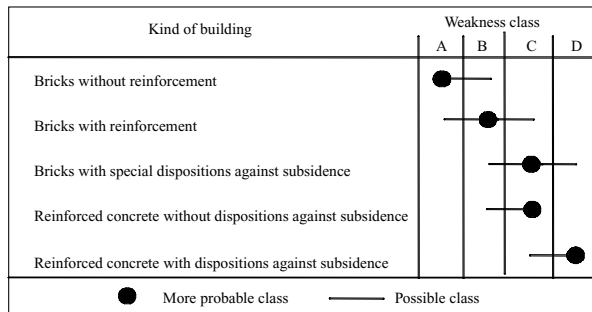 Kind of building
Weakness class
A B C D
Bricks without reinforcement
Bricks with reinforcement
Bricks with special dispositions against subsidence
Reinforced concrete without dispositions against subsidence
Reinforced concrete with dispositions against subsidence
More probable class
Possible class